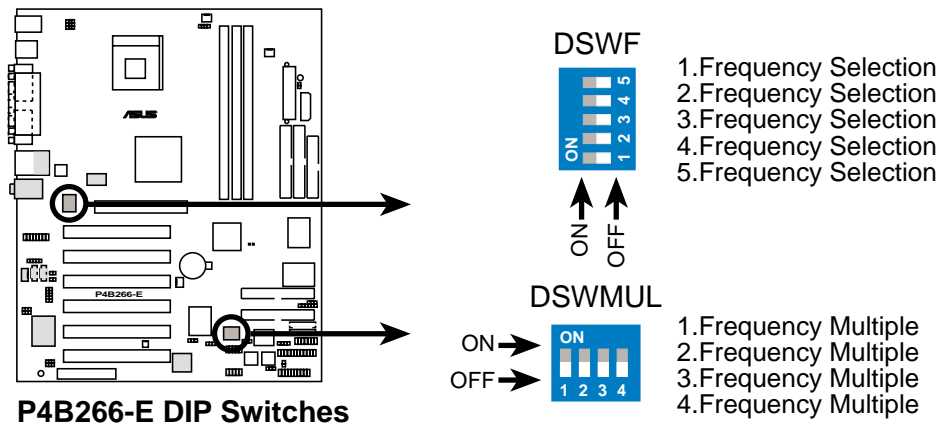 ASUS
P4B266-E
P4B266-E DIP Switches
DSWF
ON
5
4
3
2
1
ON
OFF
1.Frequency Selection
2.Frequency Selection
3.Frequency Selection
4.Frequency Selection
5.Frequency Selection
DSWMUL
ON
OFF
ON
1 2 3 4
1.Frequency Multiple
2.Frequency Multiple
3.Frequency Multiple
4.Frequency Multiple